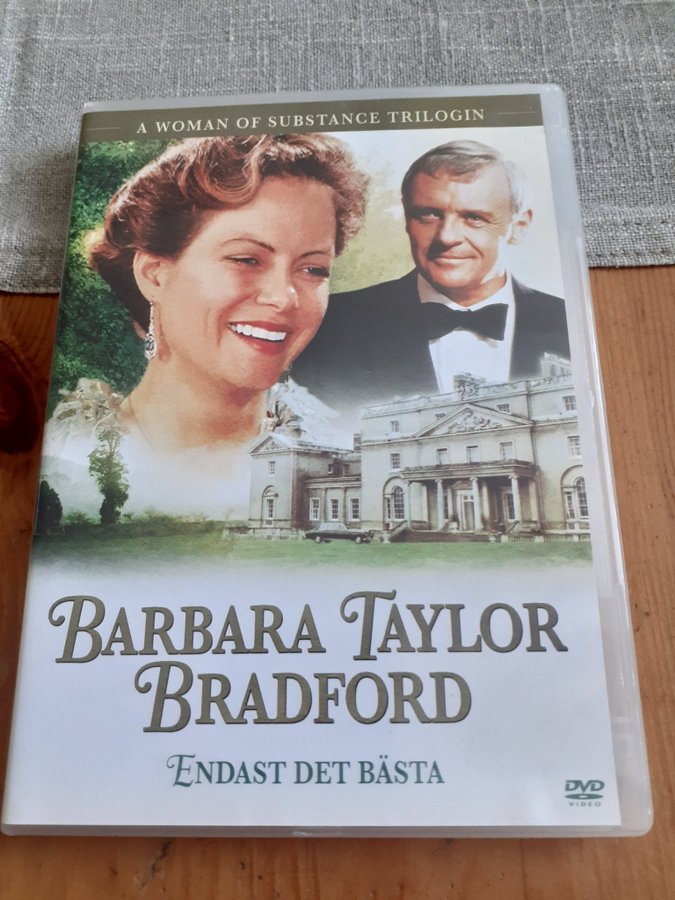 A WOMAN OF SUBSTANCE TRILOGIN
BARBARA TAYLOR
BRADFORD
ENDAST DET BÄSTA
DVD
VIDEO